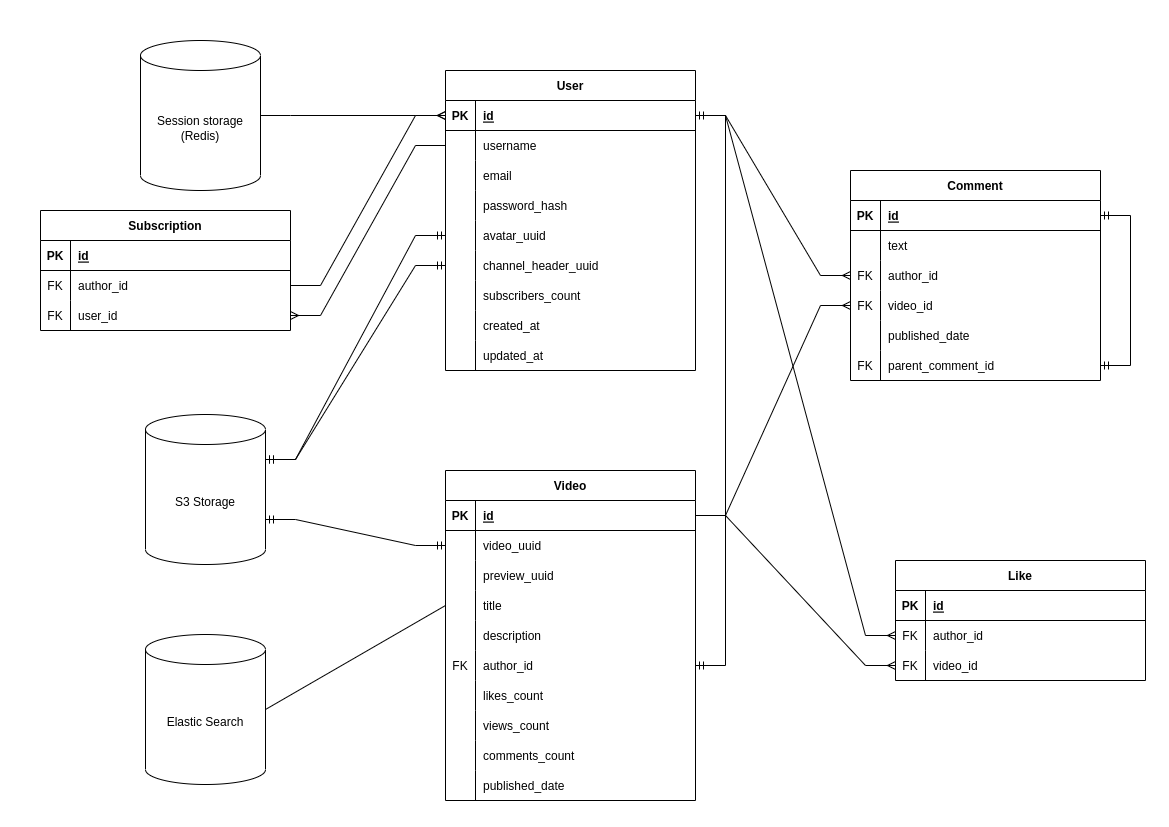 Session storage
(Redis)
User
PK id
username
email
password_hash
avatar_uuid
channel_header_uuid
subscribers_count
created_at
updated_at
Subscription
PK id
FK author_id
FK user_id
Comment
PK id
text
FK author_id
FK video_id
published_date
FK parent_comment_id
S3 Storage
Video
PK id
video_uuid
preview_uuid
title
description
FK author_id
likes_count
views_count
comments_count
published_date
Like
PK id
FK author_id
FK video_id
Elastic Search